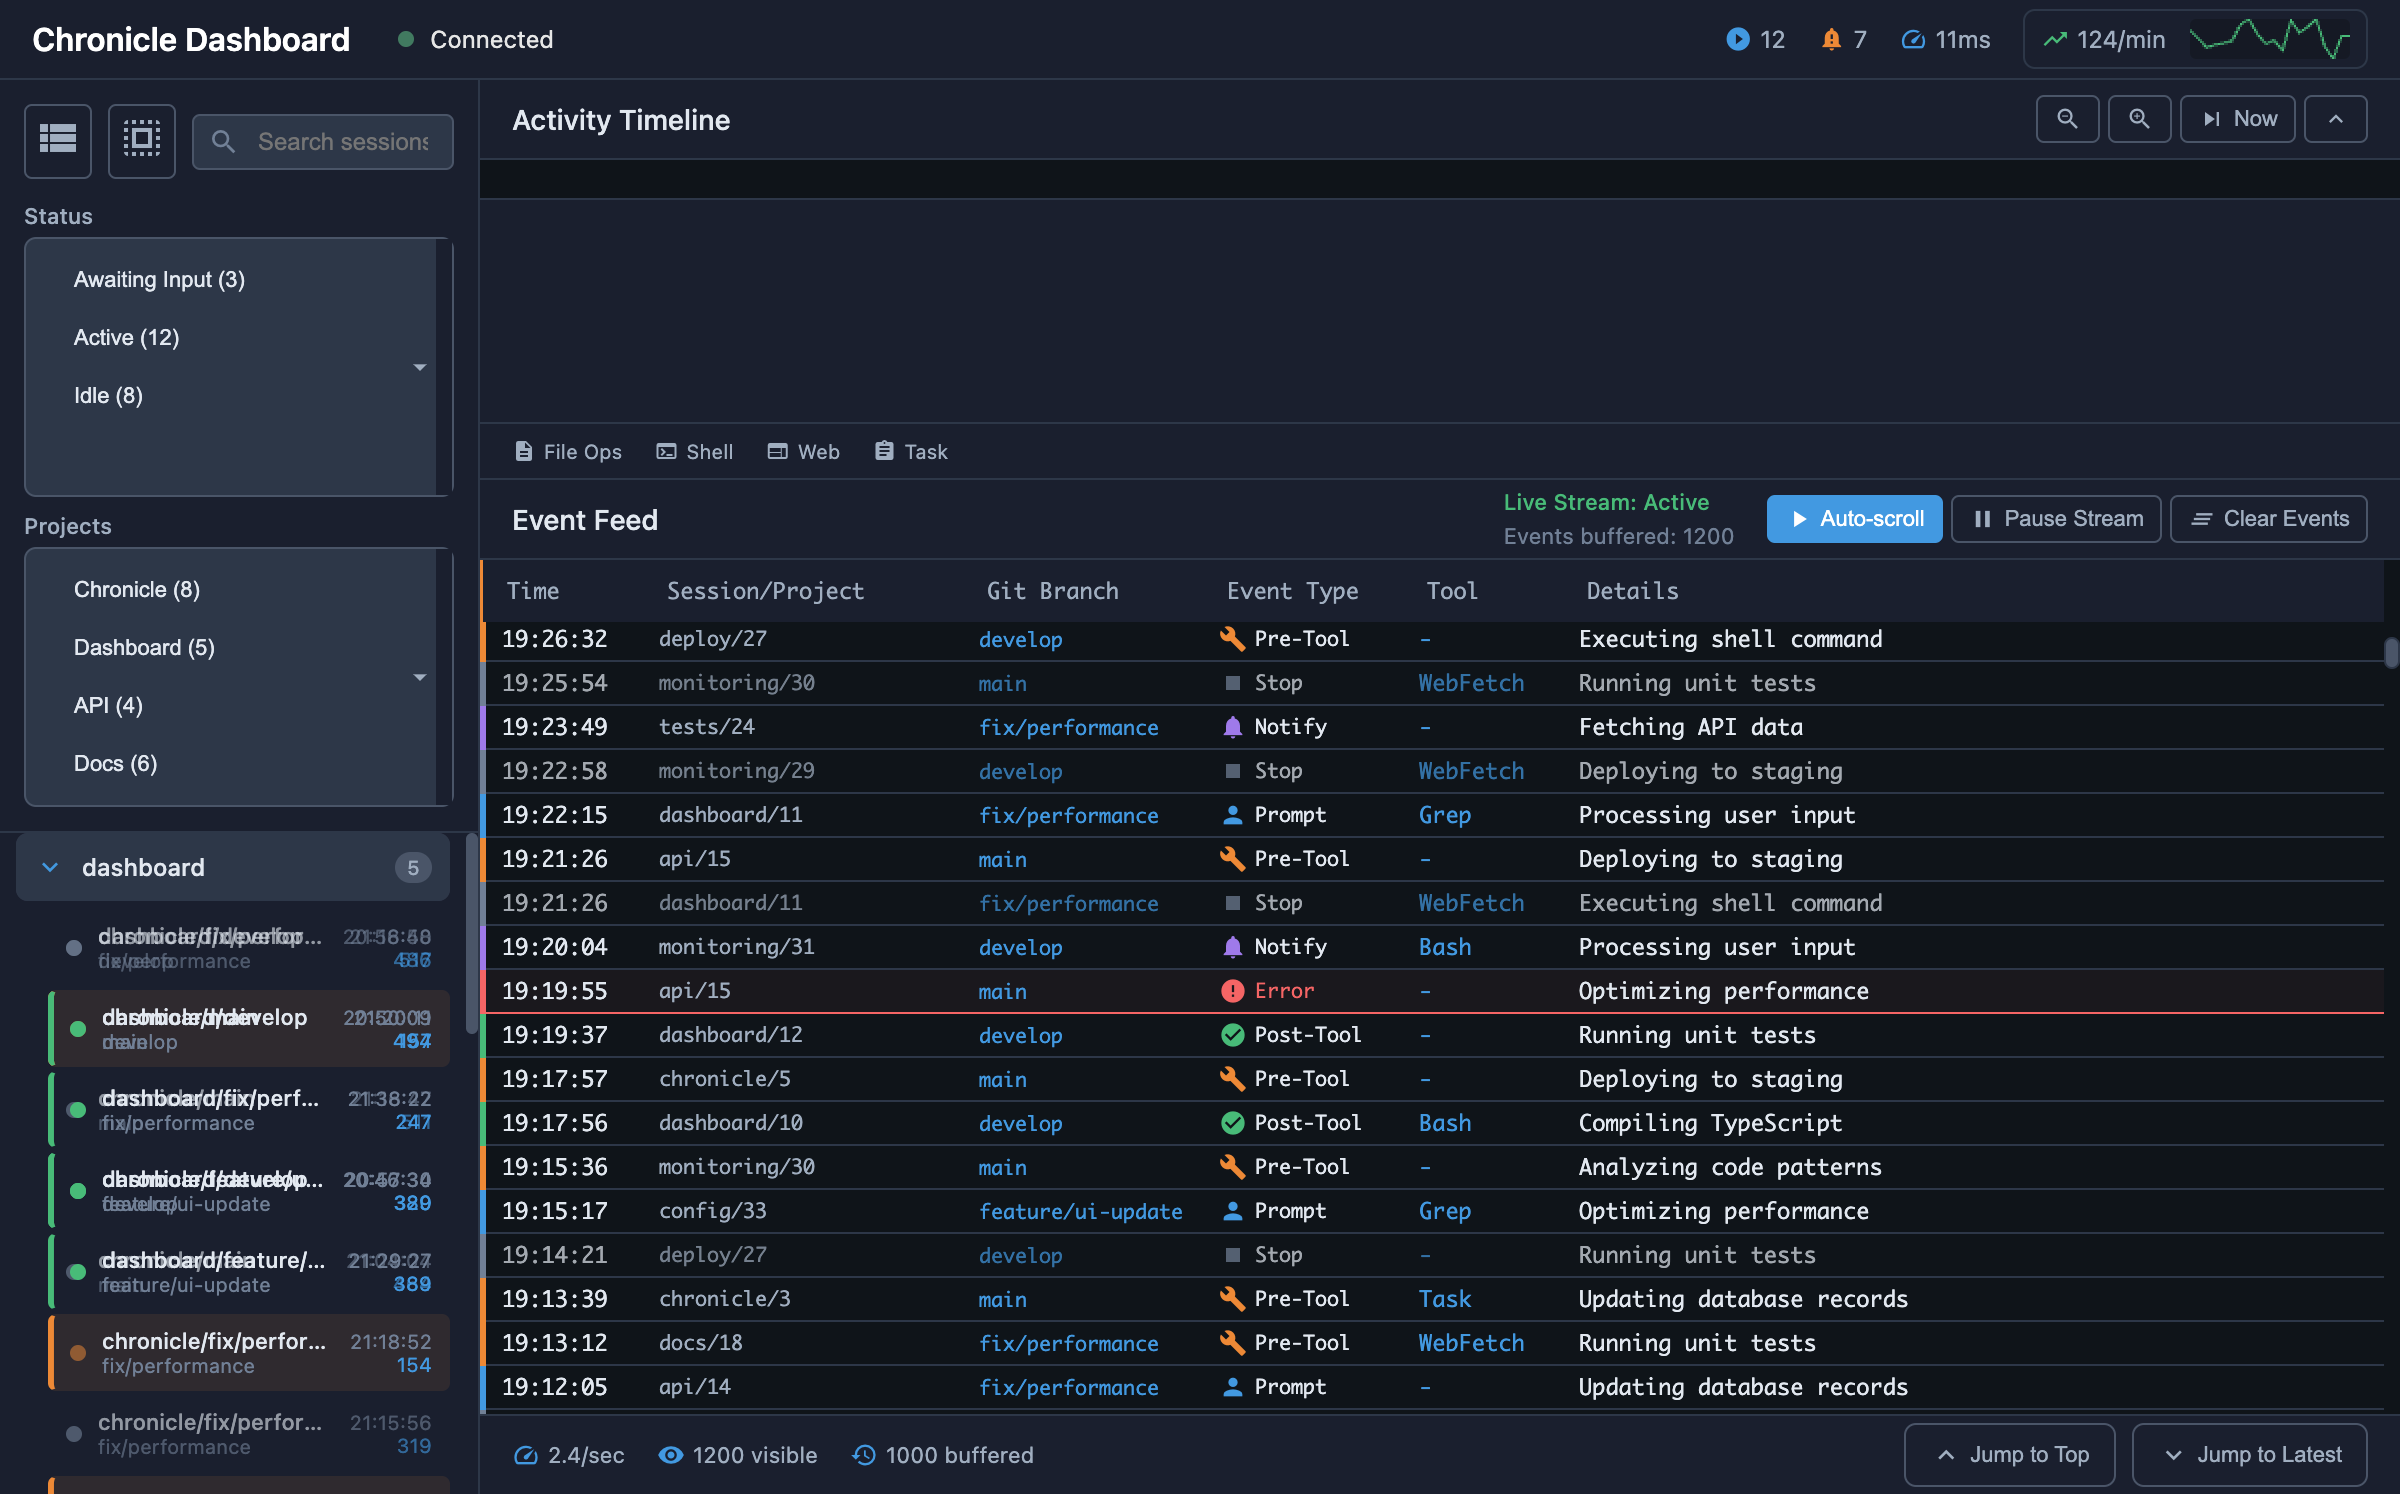 Chronicle Dashboard
Connected
12
7
11ms
124/min
Search sessions
Status
Awaiting Input (3)
Active (12)
Idle (8)
Projects
Chronicle (8)
Dashboard (5)
API (4)
Docs (6)
dashboard
5
fix/performance
dashboard/fix/perf...
fix/performance
247
feature/ui-update
dashboard/feature/...
feature/ui-update
chronicle/fix/perfor...
21:18:52
fix/performance
154
chronicle/fix/perfor...
21:15:56
fix/performance
319
Activity Timeline
Now
File Ops
Shell
Web
Task
Event Feed
Live Stream: Active
Events buffered: 1200
Auto-scroll
Pause Stream
Clear Events
Time Session/Project Git Branch Event Type Tool Details
19:26:32 deploy/27 develop Pre-Tool - Executing shell command
19:25:54 monitoring/30 main Stop WebFetch Running unit tests
19:23:49 tests/24 fix/performance Notify - Fetching API data
19:22:58 monitoring/29 develop Stop WebFetch Deploying to staging
19:22:15 dashboard/11 fix/performance Prompt Grep Processing user input
19:21:26 api/15 main Pre-Tool - Deploying to staging
19:21:26 dashboard/11 fix/performance Stop WebFetch Executing shell command
19:20:04 monitoring/31 develop Notify Bash Processing user input
19:19:55 api/15 main Error - Optimizing performance
19:19:37 dashboard/12 develop Post-Tool - Running unit tests
19:17:57 chronicle/5 main Pre-Tool - Deploying to staging
19:17:56 dashboard/10 develop Post-Tool Bash Compiling TypeScript
19:15:36 monitoring/30 main Pre-Tool - Analyzing code patterns
19:15:17 config/33 feature/ui-update Prompt Grep Optimizing performance
19:14:21 deploy/27 develop Stop - Running unit tests
19:13:39 chronicle/3 main Pre-Tool Task Updating database records
19:13:12 docs/18 fix/performance Pre-Tool WebFetch Running unit tests
19:12:05 api/14 fix/performance Prompt - Updating database records
2.4/sec
1200 visible
1000 buffered
Jump to Top
Jump to Latest